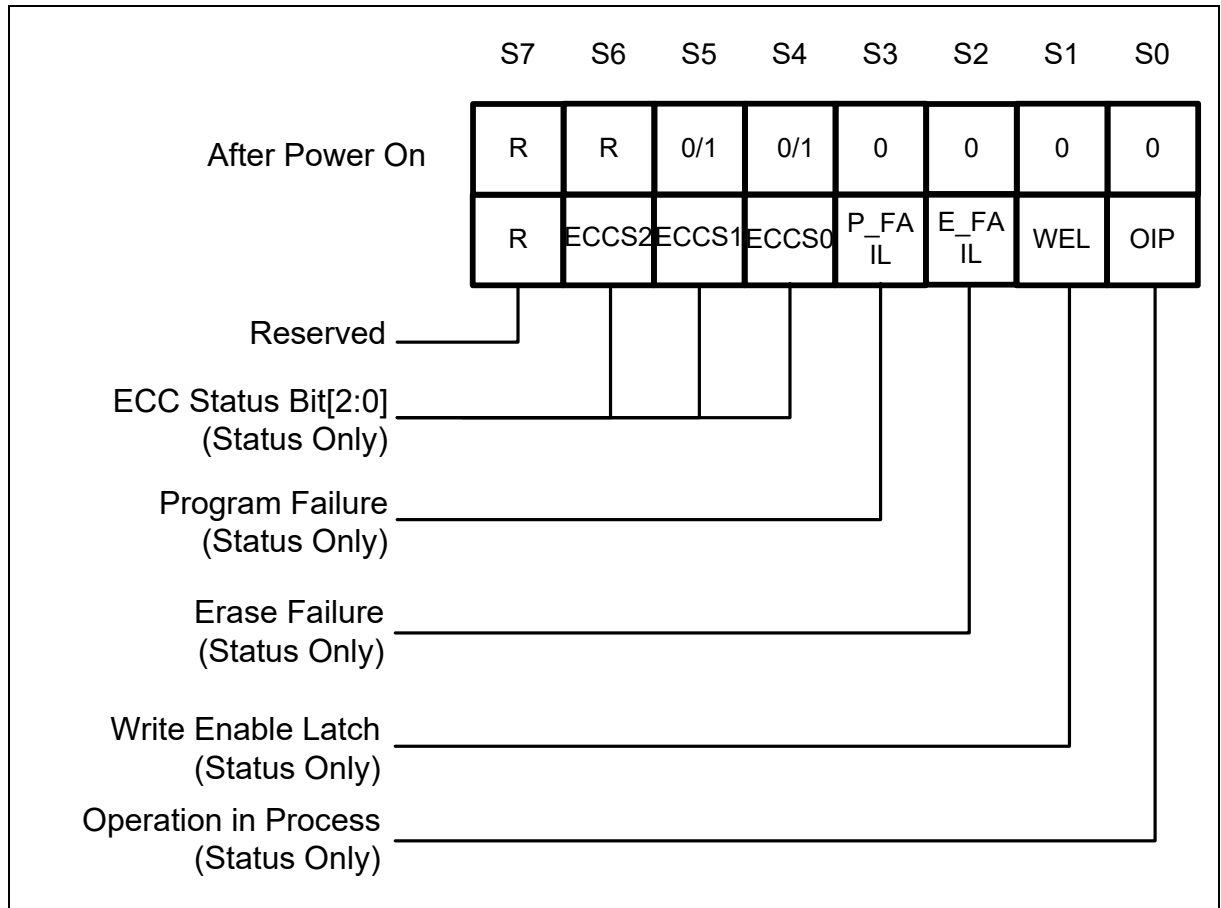 S7 S6 S5 S4 S3 S2 S1 S0
After Power On R R 0/1 0/1 0 0 0 0
R ECCS2 ECCS1 ECCS0 P_FA E_FA WEL OIP
IL IL
Reserved
ECC Status Bit[2:0]
(Status Only)
Program Failure
(Status Only)
Erase Failure
(Status Only)
Write Enable Latch
(Status Only)
Operation in Process
(Status Only)